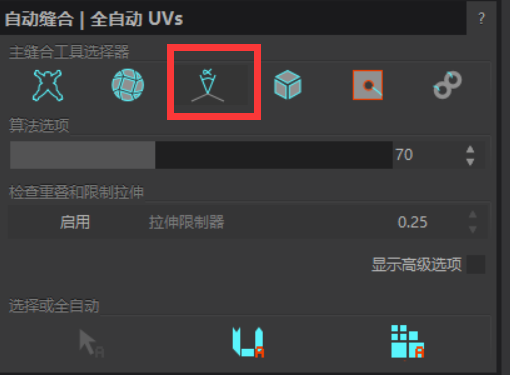 自动缝合 | 全自动 UVs ?
主缝合工具选择器
α
算法选项
70
检查重叠和限制拉伸
启用 拉伸限制器 0.25
显示高级选项
选择或全自动
A A A